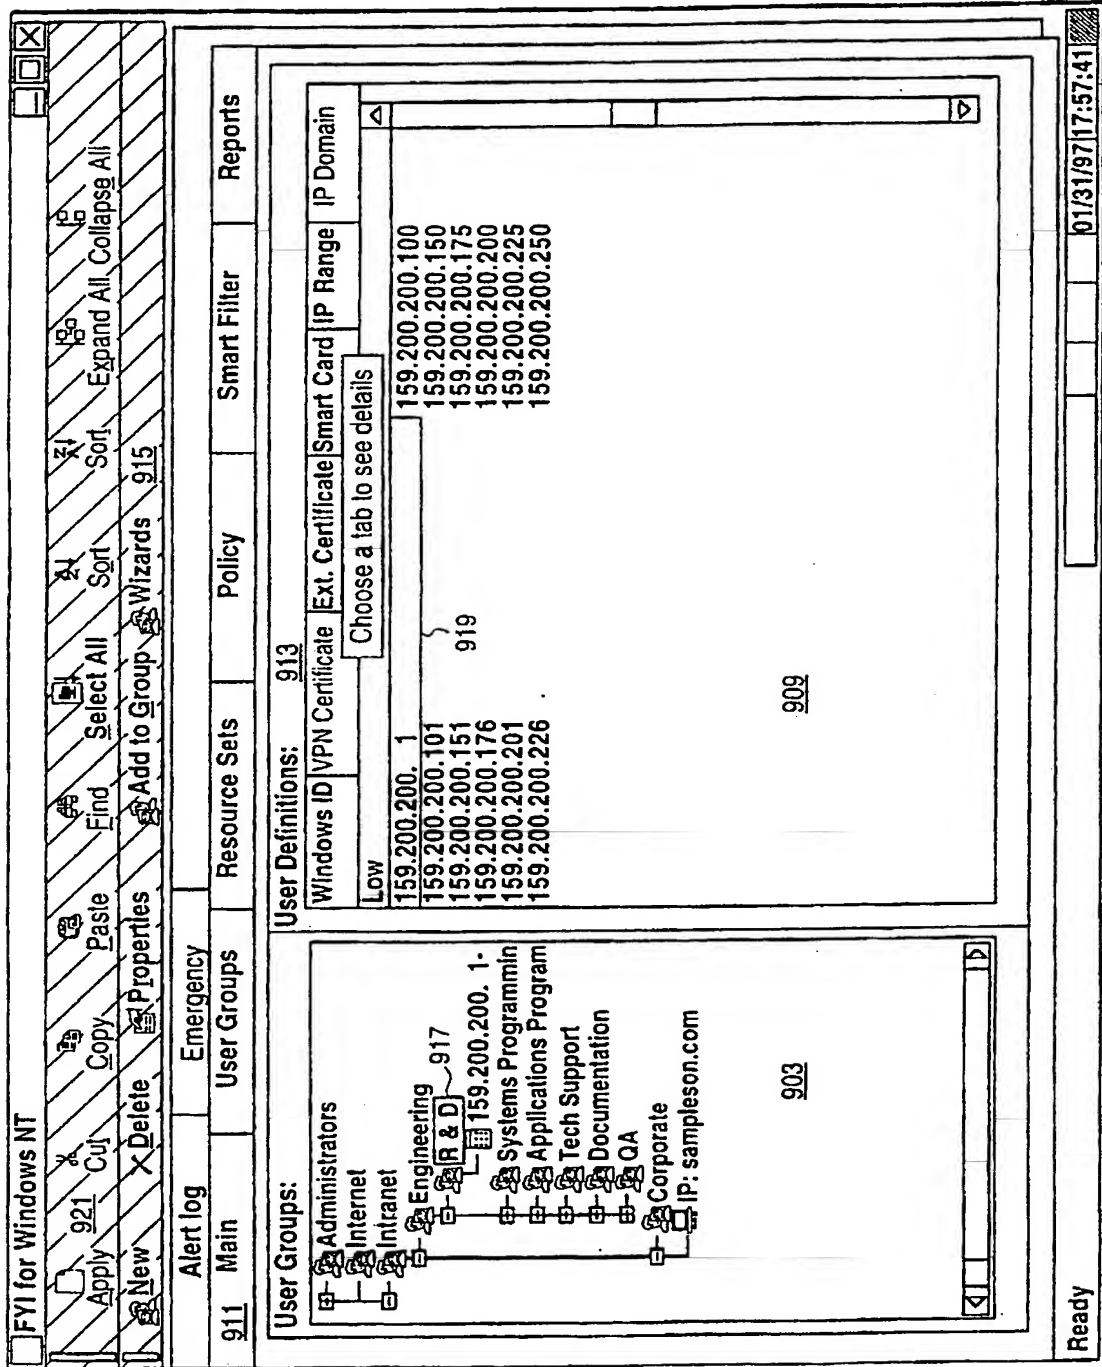 FYI for Windows NT
Apply 921 Cut Copy Paste Find Select All Sort Sort Expand All Collapse All
New Delete Properties Add to Group Wizards 915
Alert log Emergency
911 Main User Groups Resource Sets Policy Smart Filter Reports
User Groups:
Administrators
Internet
Intranet
Engineering
R & D 917
159.200.200. 1-
Systems Programmin
Applications Program
Tech Support
Documentation
QA
Corporate
IP: sampleson.com
903
User Definitions: 913
Windows ID VPN Certificate Ext. Certificate Smart Card IP Range IP Domain
Low
Choose a tab to see details
159.200.200. 1 159.200.200.100
159.200.200.101 159.200.200.150
159.200.200.151 159.200.200.175
159.200.200.176 159.200.200.200
159.200.200.201 159.200.200.225
159.200.200.226 159.200.200.250
919
909
Ready 01/31/97 17:57:41